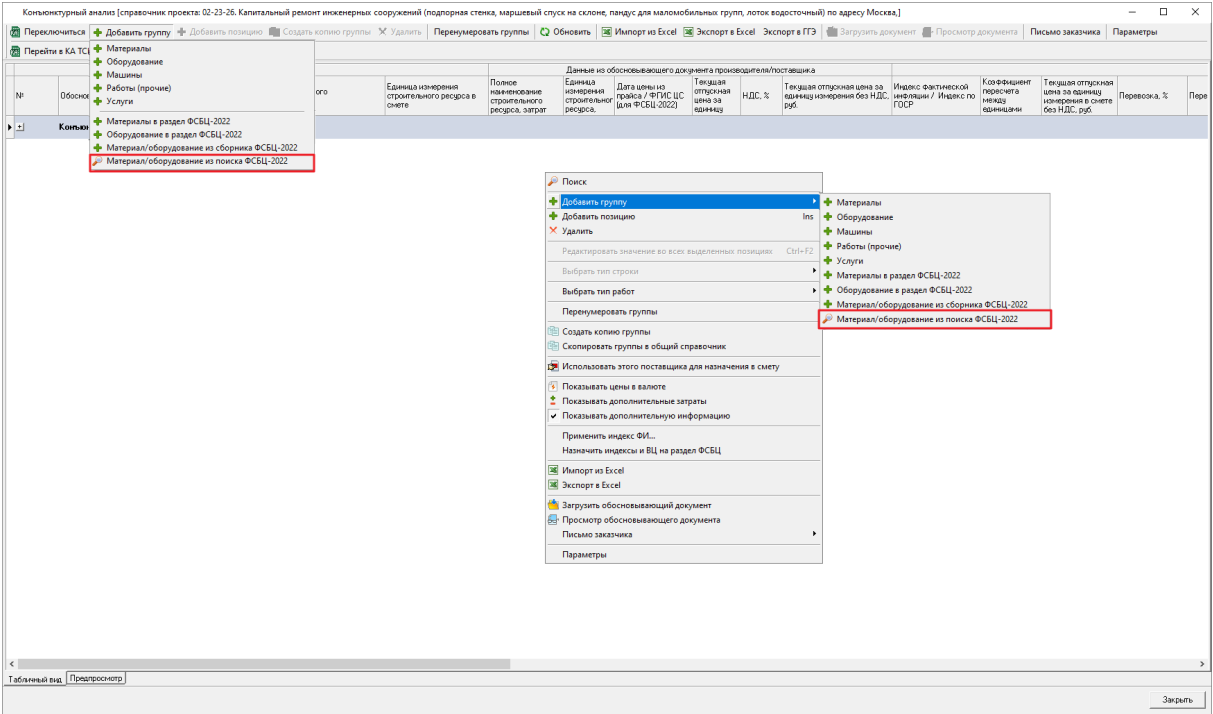 Конъюнктурный анализ [справочник проекта: 02-23-26. Капитальный ремонт инженерных сооружений (подпорная стенка, маршевый спуск на склоне, пандус для маломобильных групп, лоток водосточный) по адресу Москва,]
Переключиться Добавить группу Добавить позицию Создать копию группы Удалить Перенумеровать группы Обновить Импорт из Excel Экспорт в Excel Экспорт в ГГЭ Загрузить документ Просмотр документа Письмо заказчика Параметры
Перейти в КА ТС
Материалы
Оборудование
Машины
Работы (прочие)
Услуги
Материалы в раздел ФСБЦ-2022
Оборудование в раздел ФСБЦ-2022
Материал/оборудование из сборника ФСБЦ-2022
Материал/оборудование из поиска ФСБЦ-2022
Данные из обосновывающего документа производителя/поставщика
№
Обоснов
ого
Единица измерения строительного ресурса в смете
Полное наименование строительного ресурса, затрат
Единица измерения строительног ресурса,
Дата цены из прайса / ФГИС ЦС (для ФСБЦ-2022)
Текущая отпускная цена за единицу
НДС, %
Текущая отпускная цена за единицу измерения без НДС, руб.
Индекс фактической инфляции / Индекс по ГОСР
Коэффициент пересчета между единицами
Текущая отпускная цена за единицу измерения в смете без НДС, руб.
Перевозка, %
Пере
Конъюн
Поиск
Добавить группу
Добавить позицию Ins
Удалить
Редактировать значение во всех выделенных позициях Ctrl+F2
Выбрать тип строки
Выбрать тип работ
Перенумеровать группы
Создать копию группы
Скопировать группы в общий справочник
Использовать этого поставщика для назначения в смету
Показывать цены в валюте
Показывать дополнительные затраты
Показывать дополнительную информацию
Применить индекс ФИ...
Назначить индексы и ВЦ на раздел ФСБЦ
Импорт из Excel
Экспорт в Excel
Загрузить обосновывающий документ
Просмотр обосновывающего документа
Письмо заказчика
Параметры
Материалы
Оборудование
Машины
Работы (прочие)
Услуги
Материалы в раздел ФСБЦ-2022
Оборудование в раздел ФСБЦ-2022
Материал/оборудование из сборника ФСБЦ-2022
Материал/оборудование из поиска ФСБЦ-2022
Табличный вид Предпросмотр
Закрыть